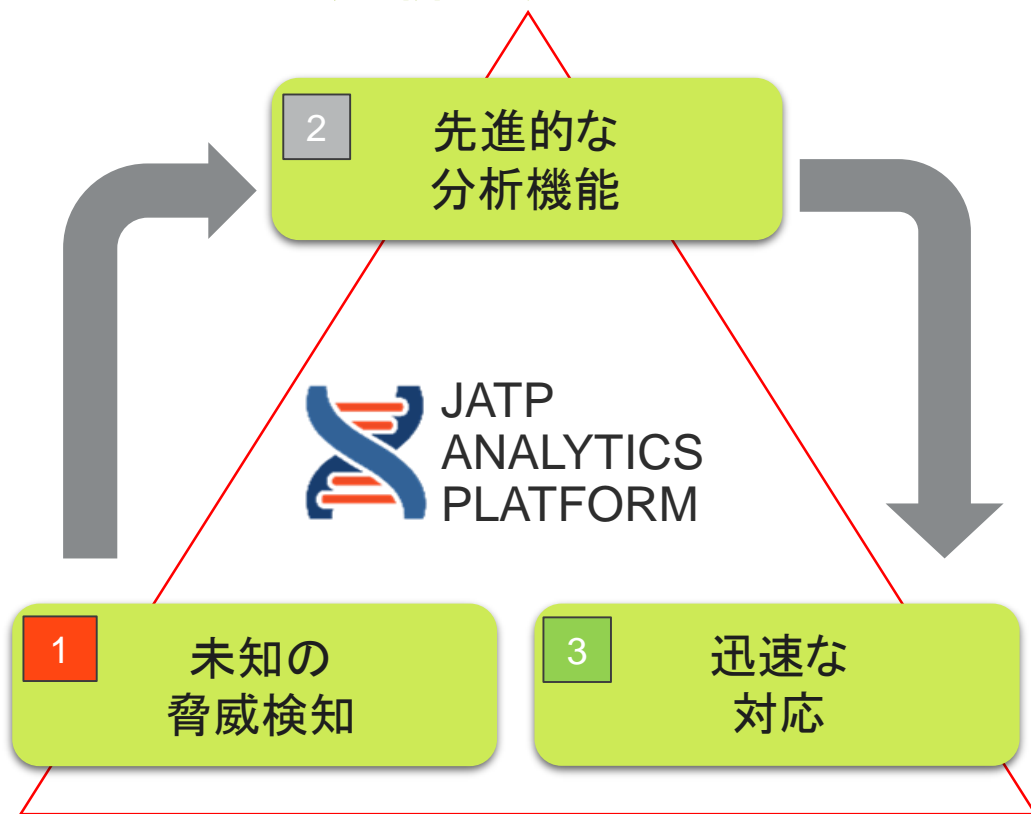 2
先進的な
分析機能
JATP
ANALYTICS
PLATFORM
1
未知の
脅威検知
3
迅速な
対応